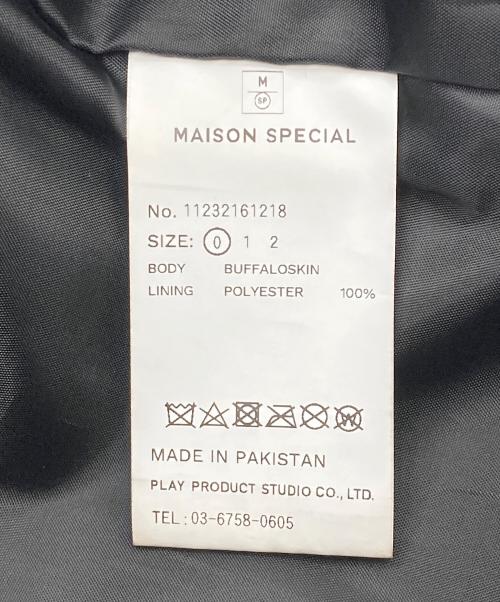 M
SP
MAISON SPECIAL
No. 11232161218
SIZE: 0 1 2
BODY BUFFALOSKIN
LINING POLYESTER 100%
W
MADE IN PAKISTAN
PLAY PRODUCT STUDIO CO., LTD.
TEL : 03-6758-0605